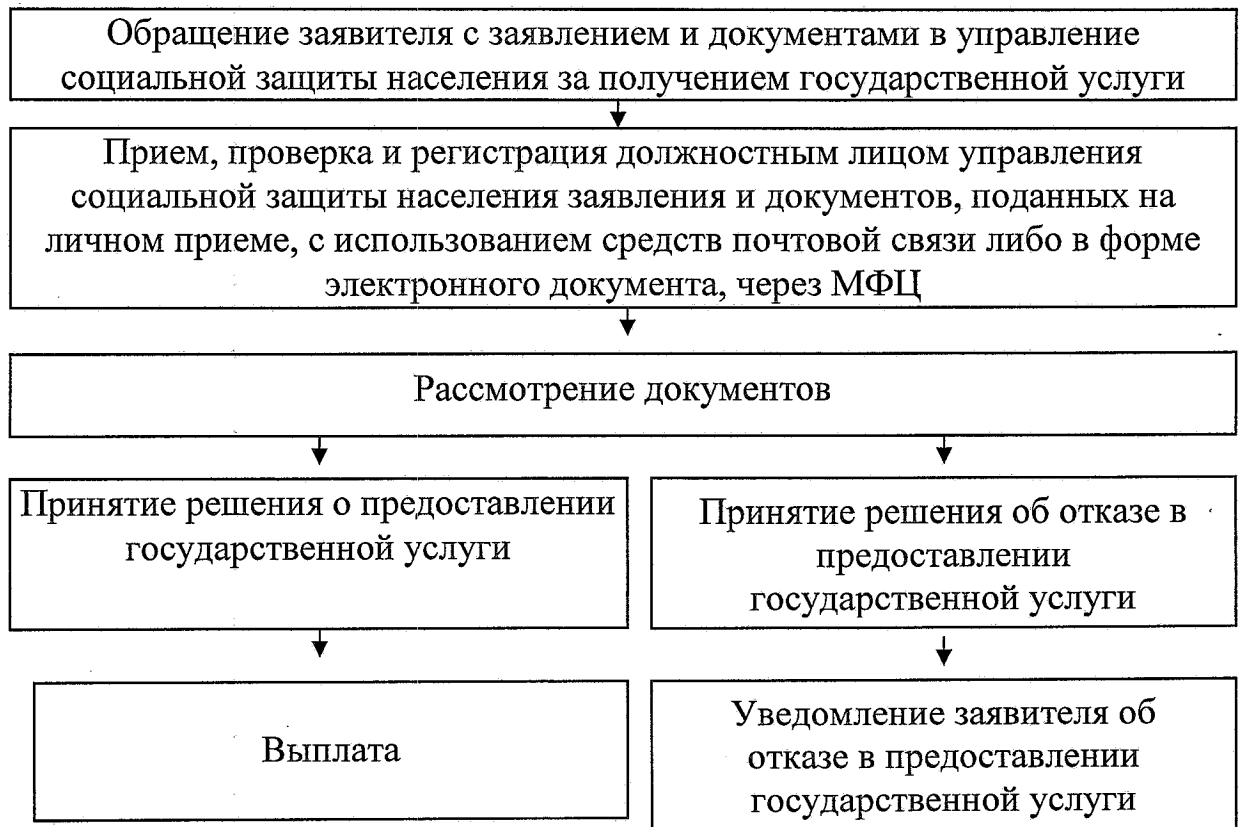 Обращение заявителя с заявлением и документами в управление
социальной защиты населения за получением государственной услуги
Прием, проверка и регистрация должностным лицом управления
социальной защиты населения заявления и документов, поданных на
личном приеме, с использованием средств почтовой связи либо в форме
электронного документа, через МФЦ
Рассмотрение документов
Принятие решения о предоставлении
государственной услуги
Принятие решения об отказе в
предоставлении
государственной услуги
Выплата
Уведомление заявителя об
отказе в предоставлении
государственной услуги